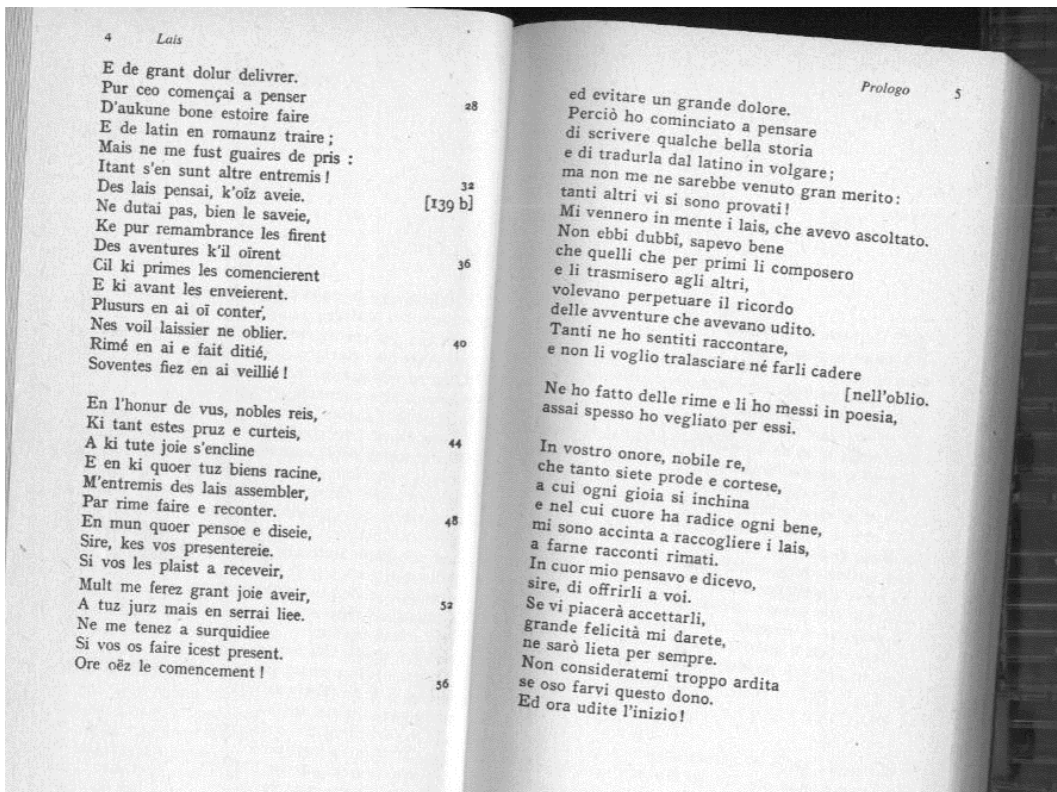 4 Lais
E de grant dolur delivrer.
Pur ceo començai a penser
D'aukune bone estoire faire 28
E de latin en romaunz traire ;
Mais ne me fust guaires de pris :
Itant s'en sunt altre entremis !
Des lais pensai, k'oïz aveie. 32
Ne dutai pas, bien le saveie, [139 b]
Ke pur remambrance les firent
Des aventures k'il oïrent
Cil ki primes les comencierent 36
E ki avant les enveierent.
Plusurs en ai oï conter,
Nes voil laissier ne oblier.
Rimé en ai e fait ditié, 40
Soventes fiez en ai veillié !
En l'honur de vus, nobles reis,
Ki tant estes pruz e curteis,
A ki tute joie s'encline 44
E en ki quoer tuz biens racine,
M'entremis des lais assembler,
Par rime faire e reconter.
En mun quoer pensoe e diseie, 48
Sire, kes vos presentereie.
Si vos les plaist a receveir,
Mult me ferez grant joie aveir,
A tuz jurz mais en serrai liee. 52
Ne me tenez a surquidiee
Si vos os faire icest present.
Ore oëz le comencement !
56
Prologo 5
ed evitare un grande dolore.
Perciò ho cominciato a pensare
di scrivere qualche bella storia
e di tradurla dal latino in volgare;
ma non me ne sarebbe venuto gran merito:
tanti altri vi si sono provati!
Mi vennero in mente i lais, che avevo ascoltato.
Non ebbi dubbî, sapevo bene
che quelli che per primi li composero
e li trasmisero agli altri,
volevano perpetuare il ricordo
delle avventure che avevano udito.
Tanti ne ho sentiti raccontare,
e non li voglio tralasciare né farli cadere
[nell'oblio.
Ne ho fatto delle rime e li ho messi in poesia,
assai spesso ho vegliato per essi.
In vostro onore, nobile re,
che tanto siete prode e cortese,
a cui ogni gioia si inchina
e nel cui cuore ha radice ogni bene,
mi sono accinta a raccogliere i lais,
a farne racconti rimati.
In cuor mio pensavo e dicevo,
sire, di offrirli a voi.
Se vi piacerà accettarli,
grande felicità mi darete,
ne sarò lieta per sempre.
Non consideratemi troppo ardita
se oso farvi questo dono.
Ed ora udite l'inizio!